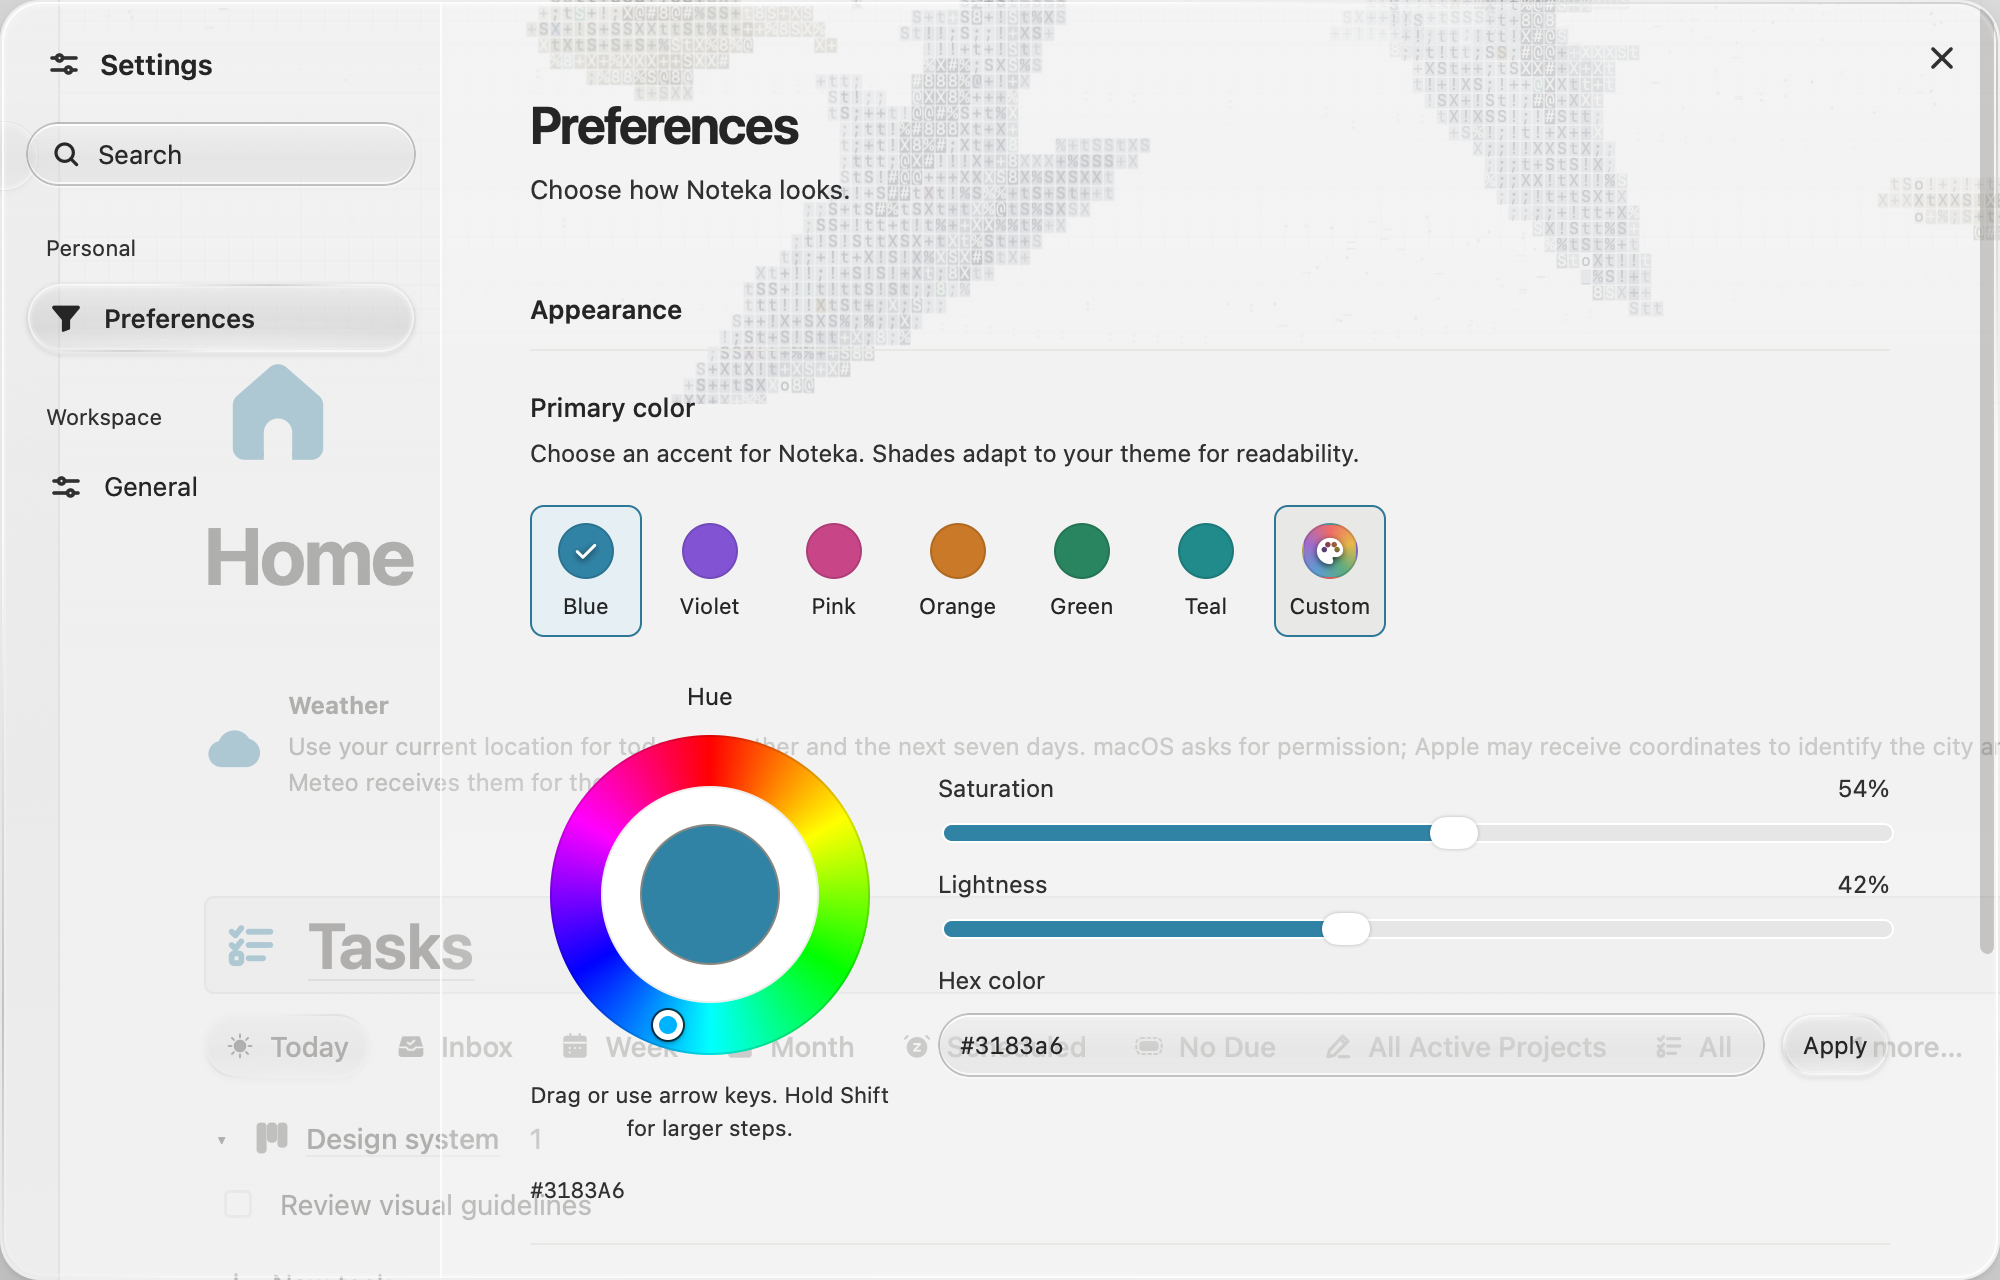 Settings
Search
Personal
Preferences
Workspace
General
Preferences
Choose how Noteka looks.
Appearance
Primary color
Choose an accent for Noteka. Shades adapt to your theme for readability.
Blue
Violet
Pink
Orange
Green
Teal
Custom
Hue
Saturation
54%
Lightness
42%
Hex color
#3183a6
Apply
Drag or use arrow keys. Hold Shift
for larger steps.
#3183A6
Home
Weather
Use your current location for and the next seven days. macOS asks for permission; Apple may receive coordinates to identify the city
Meteo receives them for
Tasks
Today
Inbox
Week
Month
No Due
All Active Projects
All
more...
Design system
1
Review visual guidelines